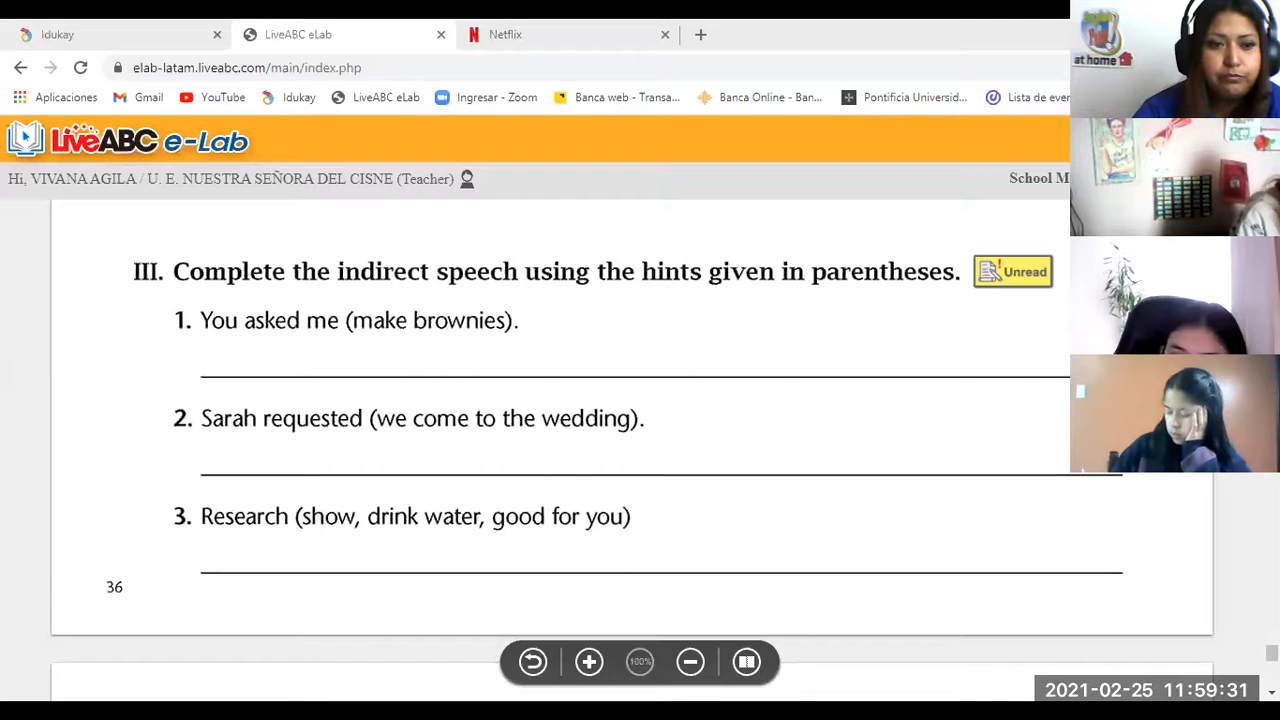 Idukay
LiveABC eLab
Netflix
elab-latam.liveabc.com/main/index.php
Aplicaciones
Gmail
YouTube
Idukay
LiveABC eLab
Ingresar - Zoom
Banca web - Transa...
Banca Online - Ban...
Pontificia Universid...
Lista de ever
at home
LiveABC e-Lab
Hi, VIVANA AGILA / U. E. NUESTRA SEÑORA DEL CISNE (Teacher)
School M
III. Complete the indirect speech using the hints given in parentheses.
Unread
1. You asked me (make brownies).
2. Sarah requested (we come to the wedding).
3. Research (show, drink water, good for you)
36
100%
2021-02-25 11:59:31